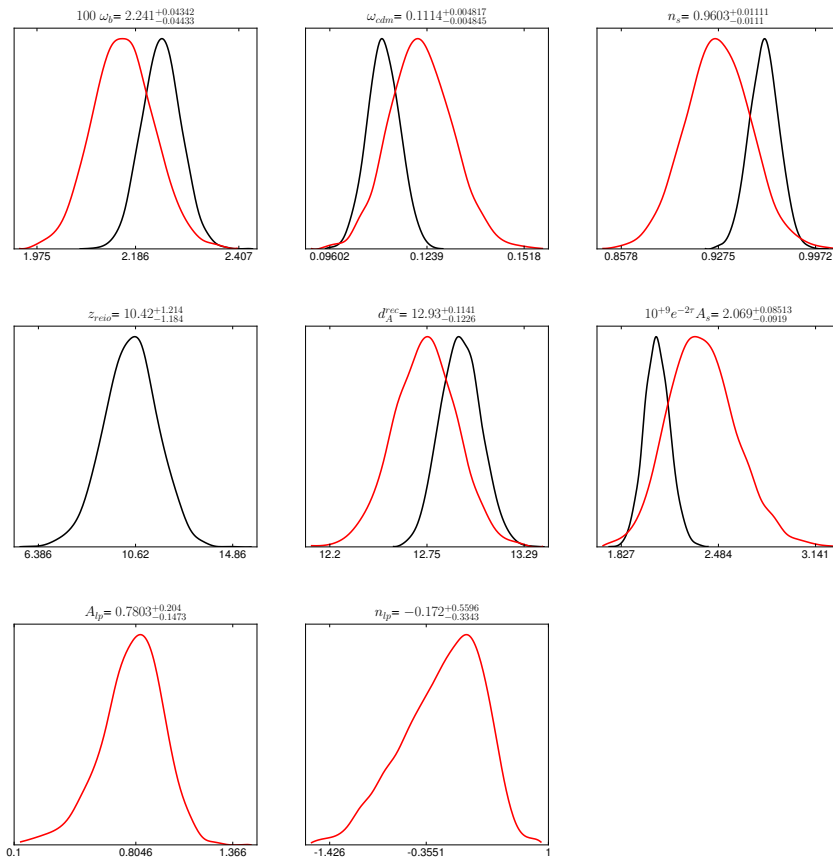 100 ω_b= 2.241^{+0.04342}_{-0.04433}
ω_{cdm}= 0.1114^{+0.004817}_{-0.004845}
n_s= 0.9603^{+0.01111}_{-0.0111}
1.975 2.186 2.407
0.09602 0.1239 0.1518
0.8578 0.9275 0.9972
z_{reio}= 10.42^{+1.214}_{-1.184}
d_A^{rec}= 12.93^{+0.1141}_{-0.1226}
10^{+9}e^{-2τ}A_s= 2.069^{+0.08513}_{-0.0919}
6.386 10.62 14.86
12.2 12.75 13.29
1.827 2.484 3.141
A_{lp}= 0.7803^{+0.204}_{-0.1473}
n_{lp}= −0.172^{+0.5596}_{-0.3343}
0.1 0.8046 1.366
-1.426 -0.3551 1